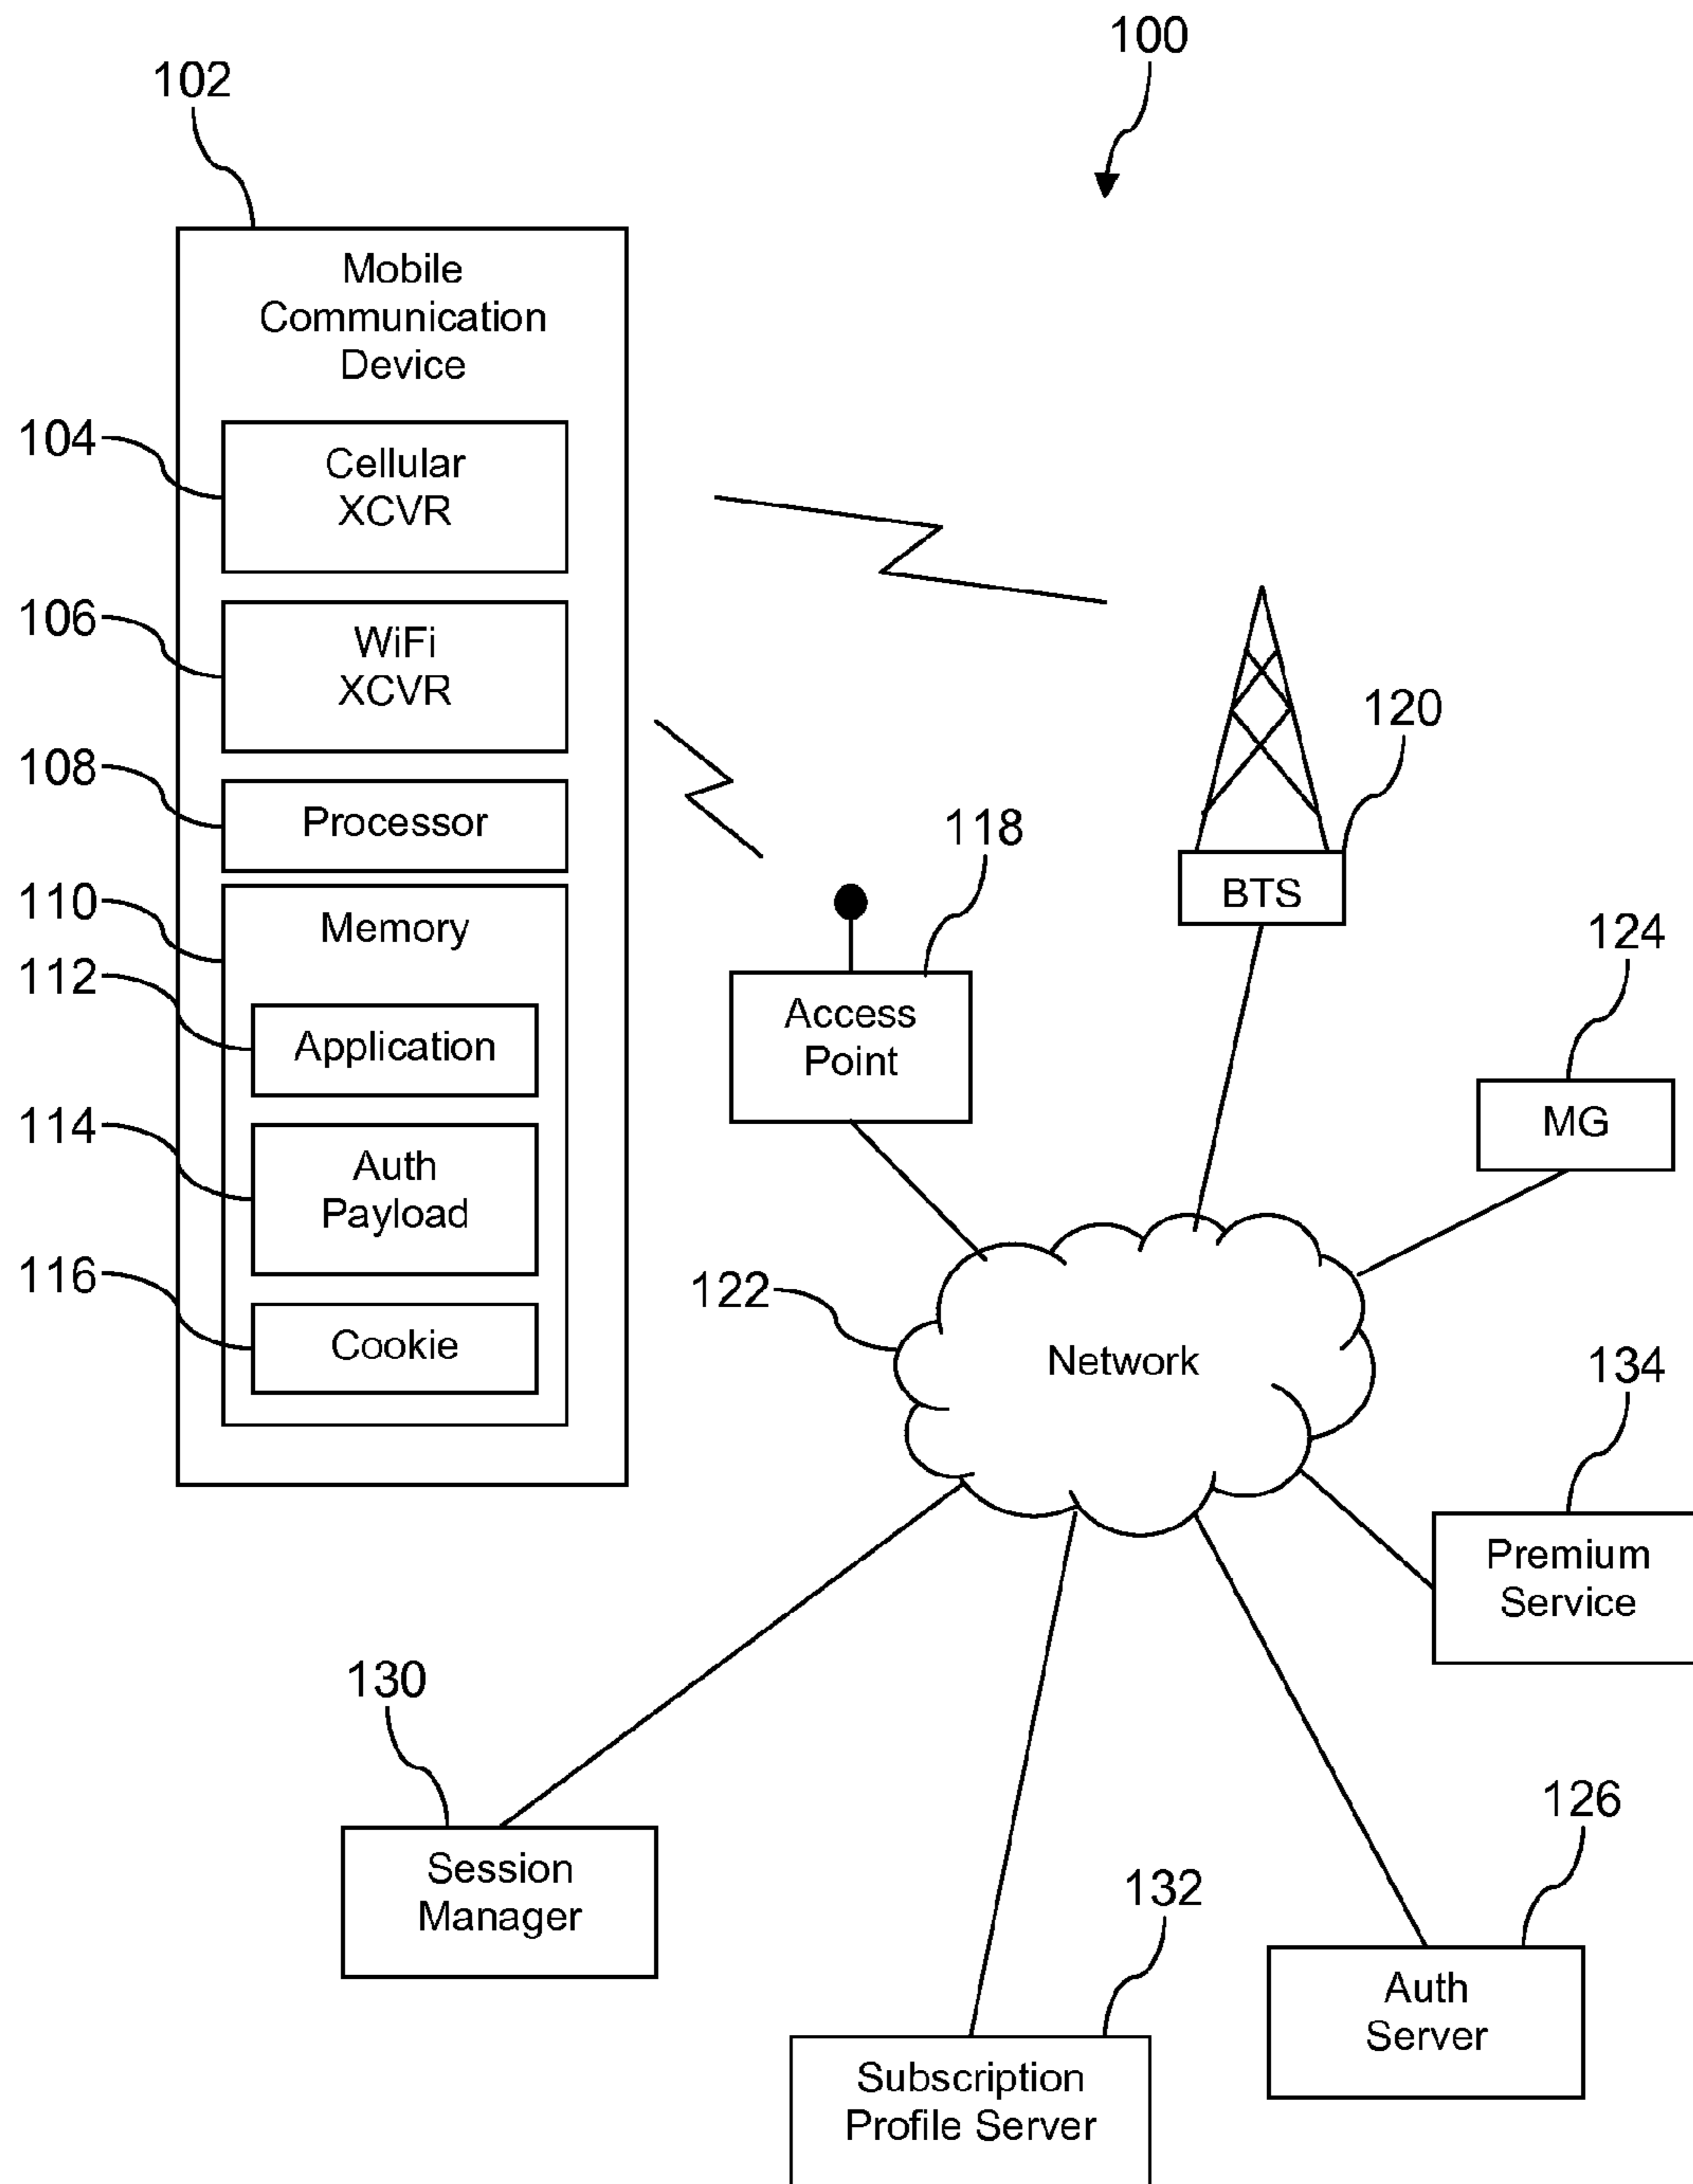 100
102
Mobile
Communication
Device
104
Cellular
XCVR
106
WiFi
XCVR
108
Processor
110
Memory
112
Application
114
Auth
Payload
116
Cookie
118
Access
Point
120
BTS
124
MG
122
Network
134
Premium
Service
130
Session
Manager
132
Subscription
Profile Server
126
Auth
Server